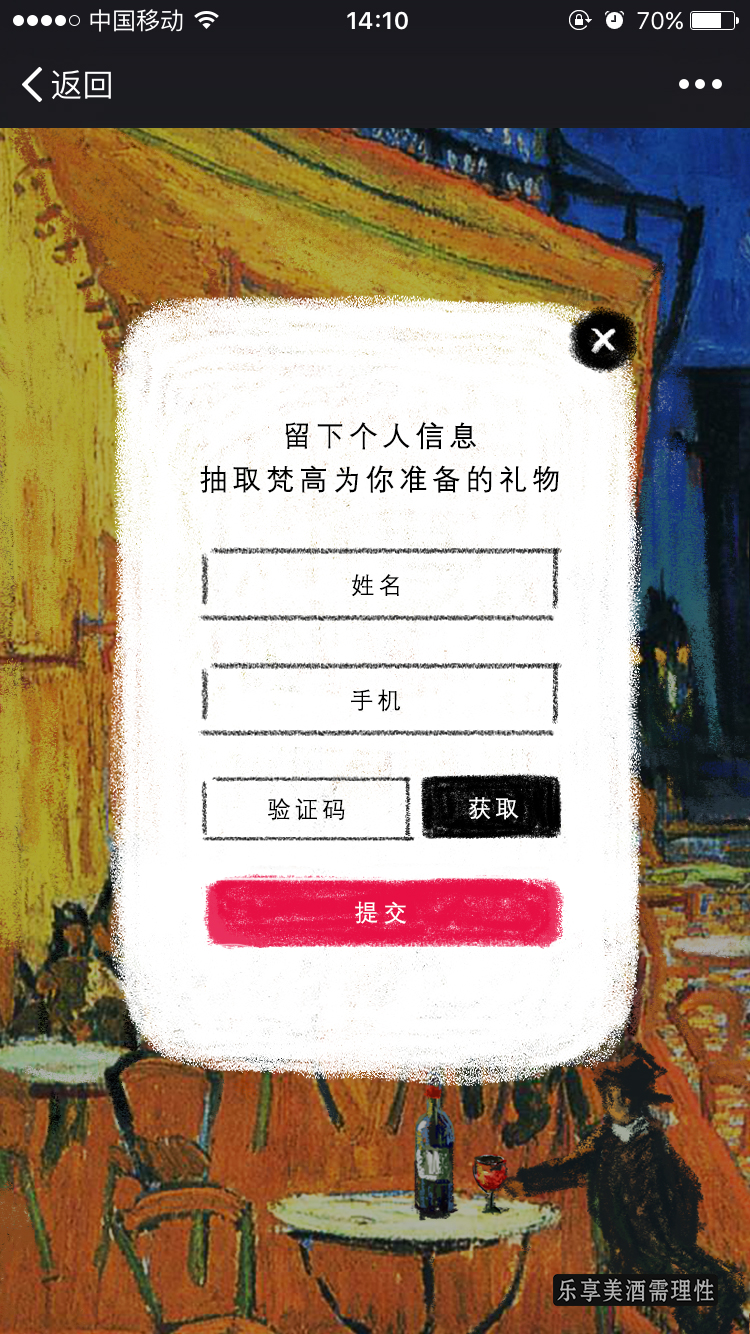 中国移动 14:10 70%
返回
留下个人信息
抽取梵高为你准备的礼物
姓名
手机
验证码 获取
提交
乐享美酒需理性